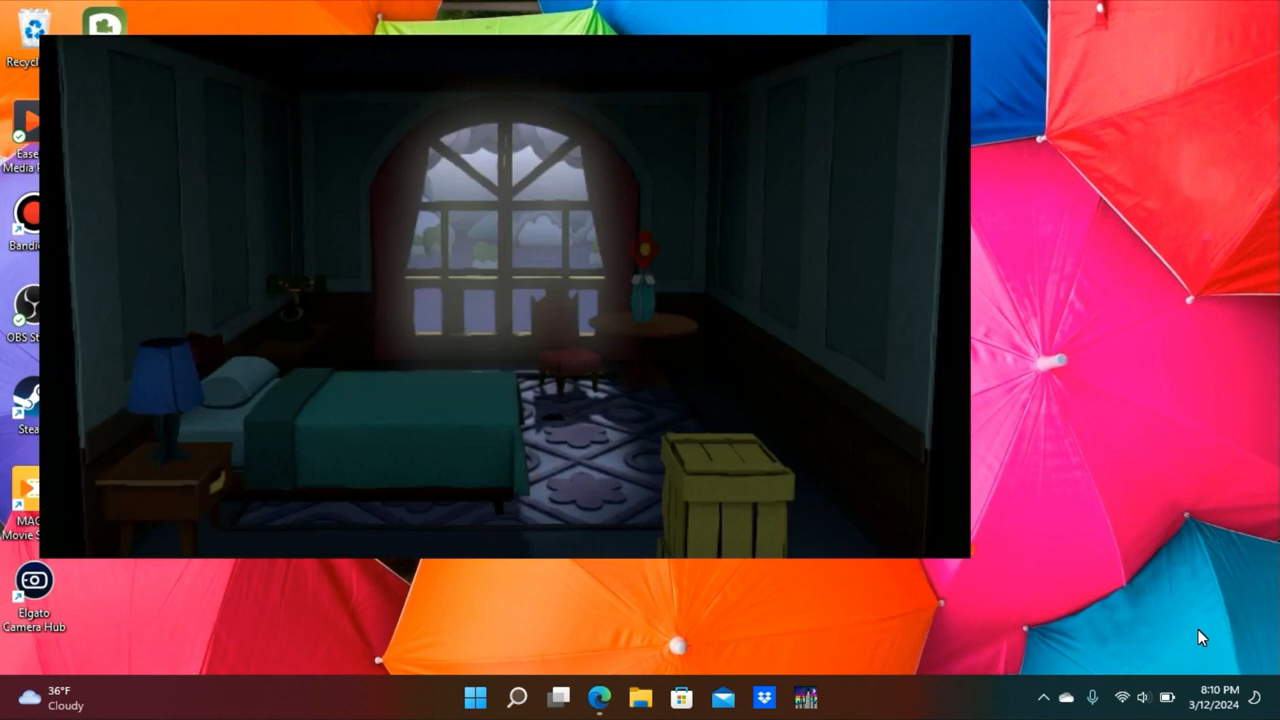 Recycl
Ease
Media P
Bandi
OBS St
Stea
MAG
Movie S
Elgato
Camera Hub
36°F
Cloudy
8:10 PM
3/12/2024